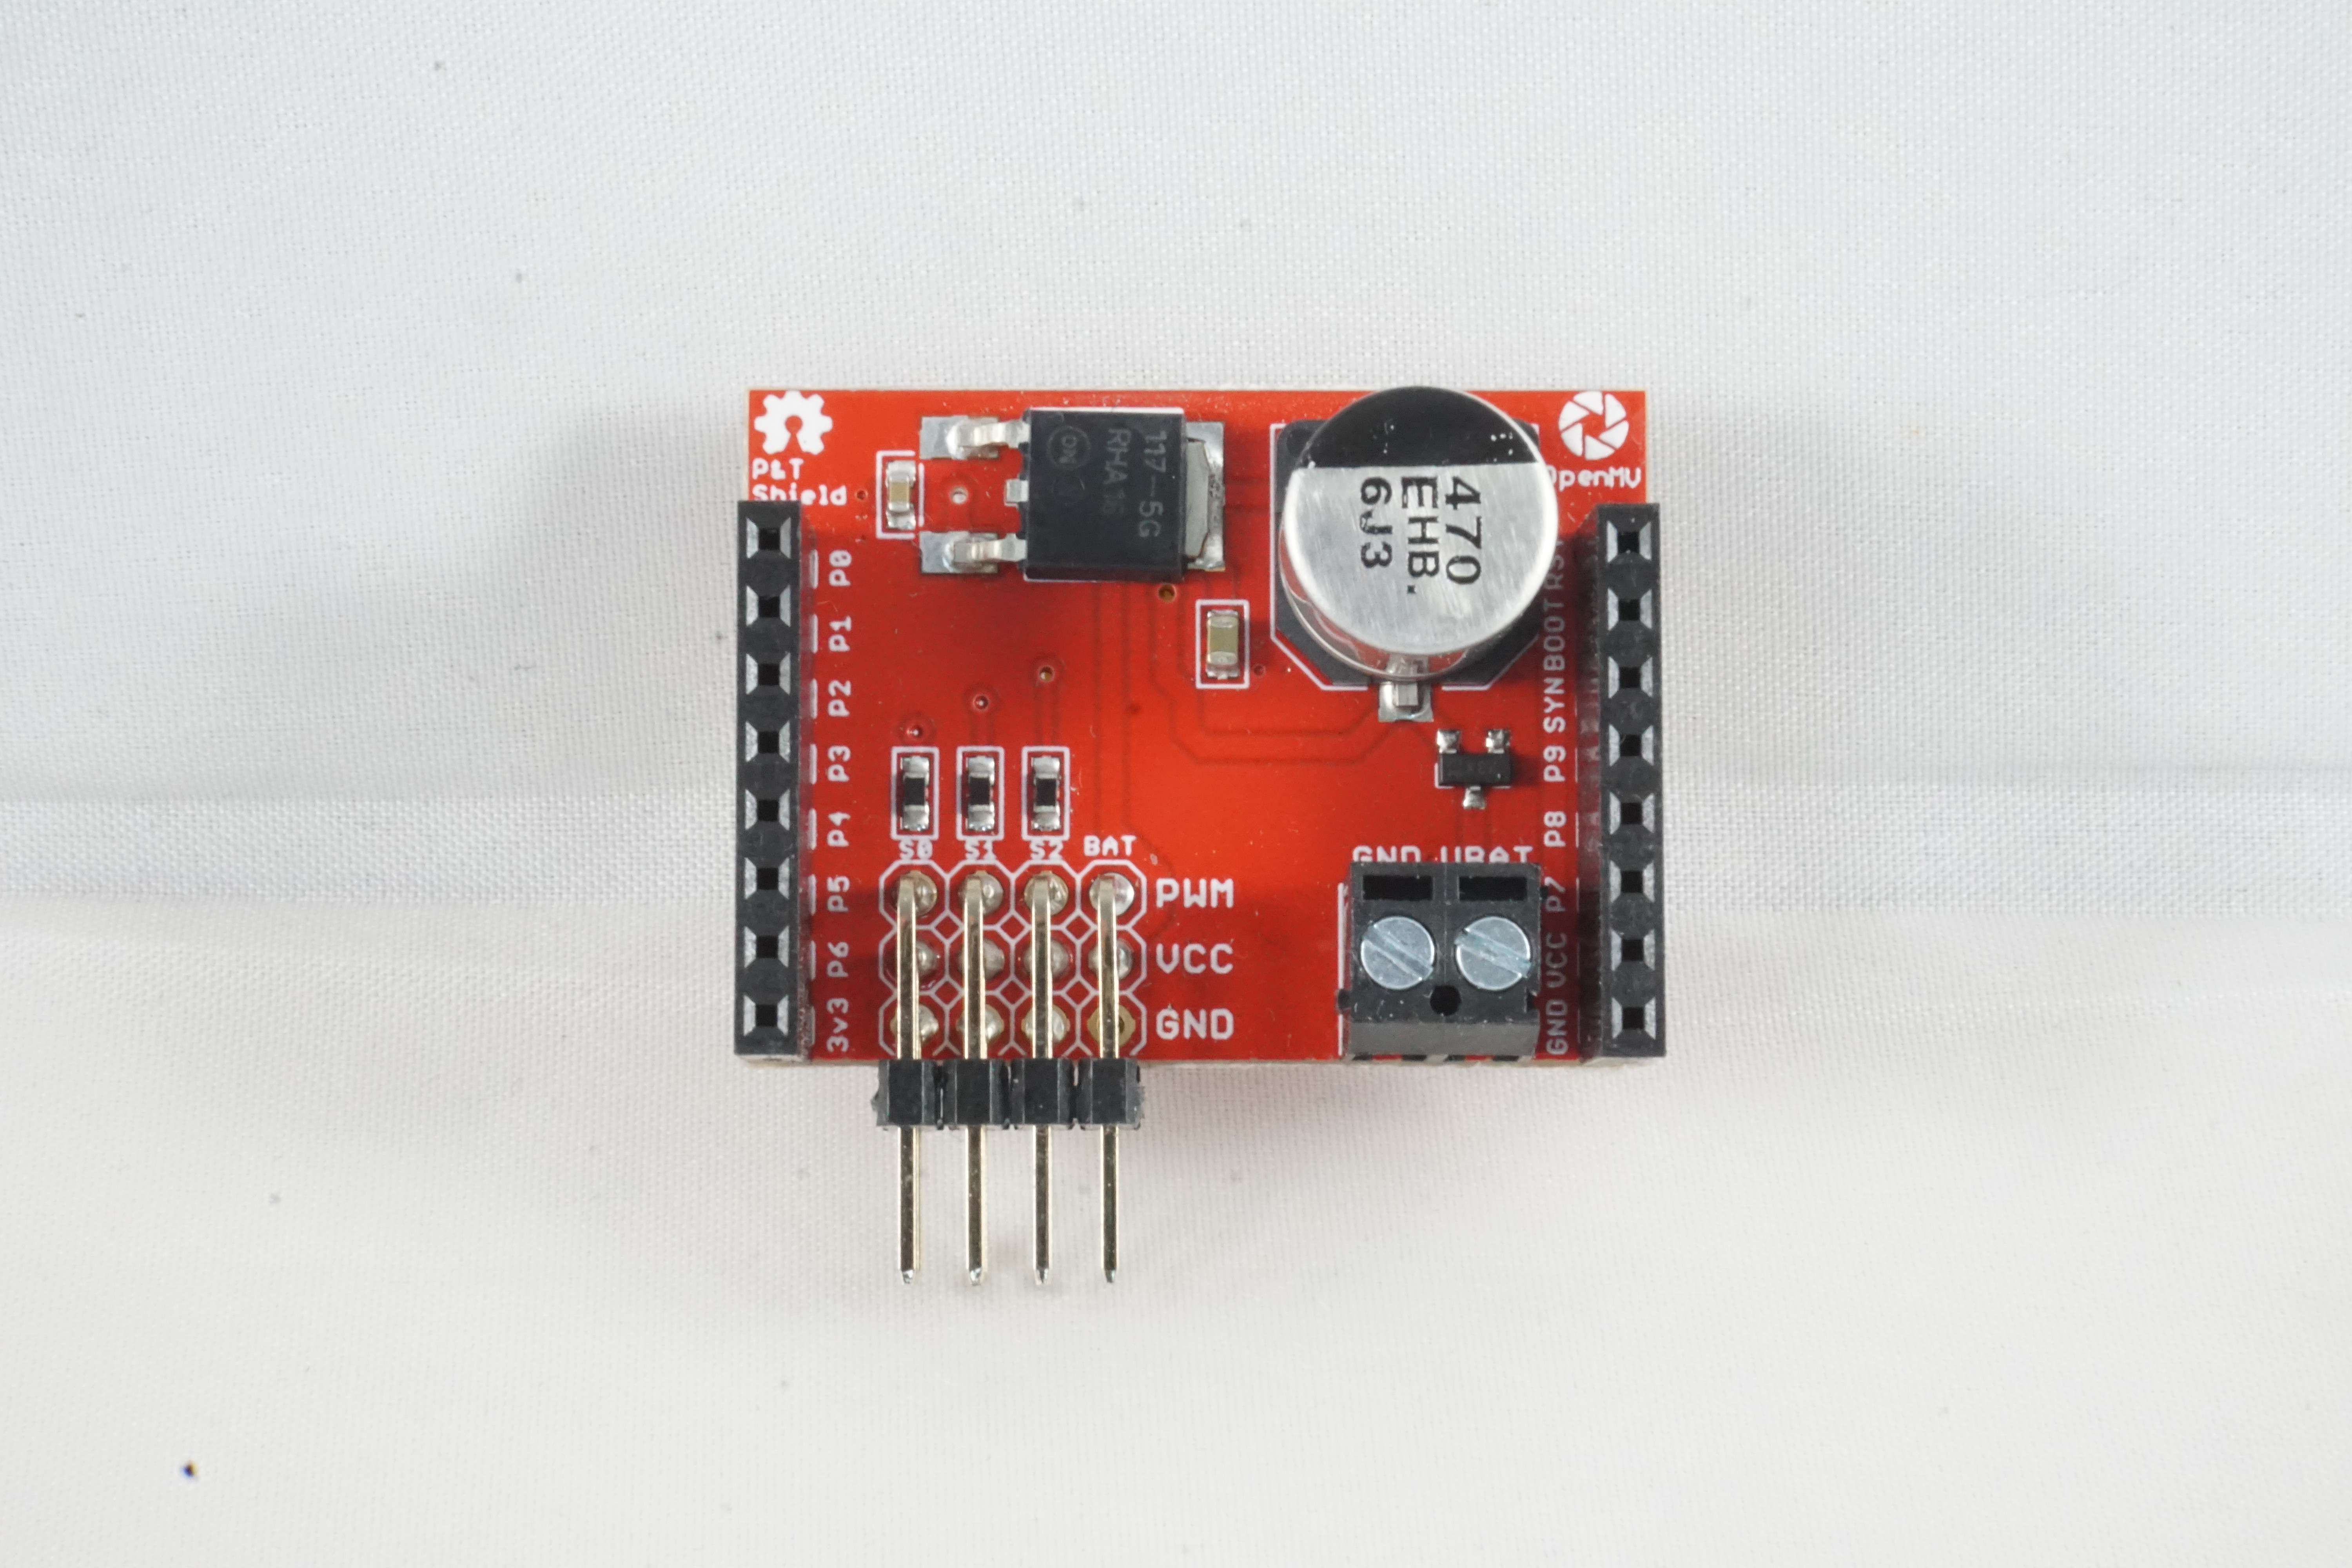 P&T
Shield
OpenMV
117-5G
RHA16
ON
470
EHB.
6J3
P0
P1
P2
P3
P4
P5
P6
3v3
RST
BOOT
SYN
P9
P8
P7
VCC
GND
S0 S1 S2 BAT
PWM
VCC
GND
GND VBAT